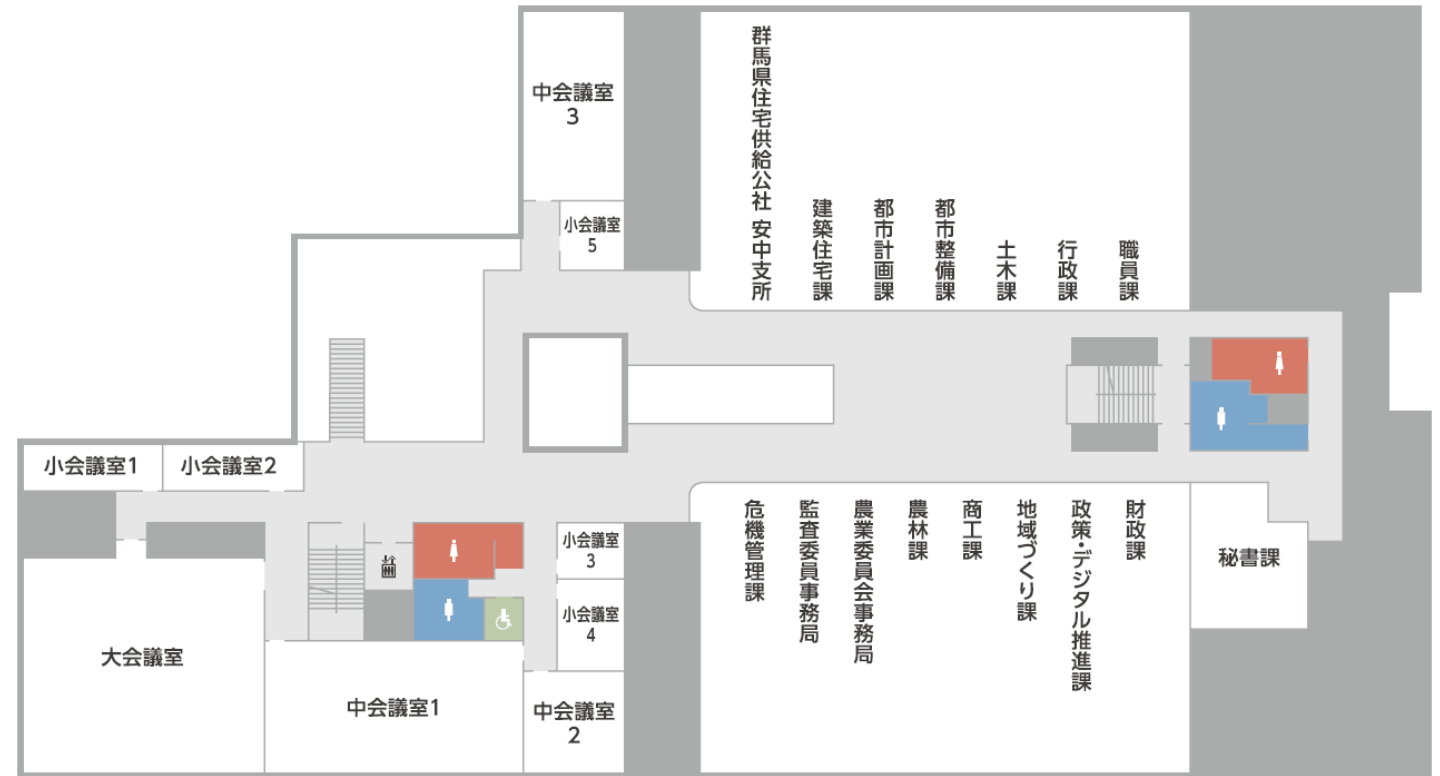 中会議室
3
小会議室
5
群馬県住宅供給公社 安中支所
建築住宅課
都市計画課
都市整備課
土木課
行政課
職員課
小会議室1
小会議室2
大会議室
中会議室1
小会議室
3
小会議室
4
中会議室
2
危機管理課
監査委員事務局
農業委員会事務局
農林課
商工課
地域づくり課
政策・デジタル推進課
財政課
秘書課